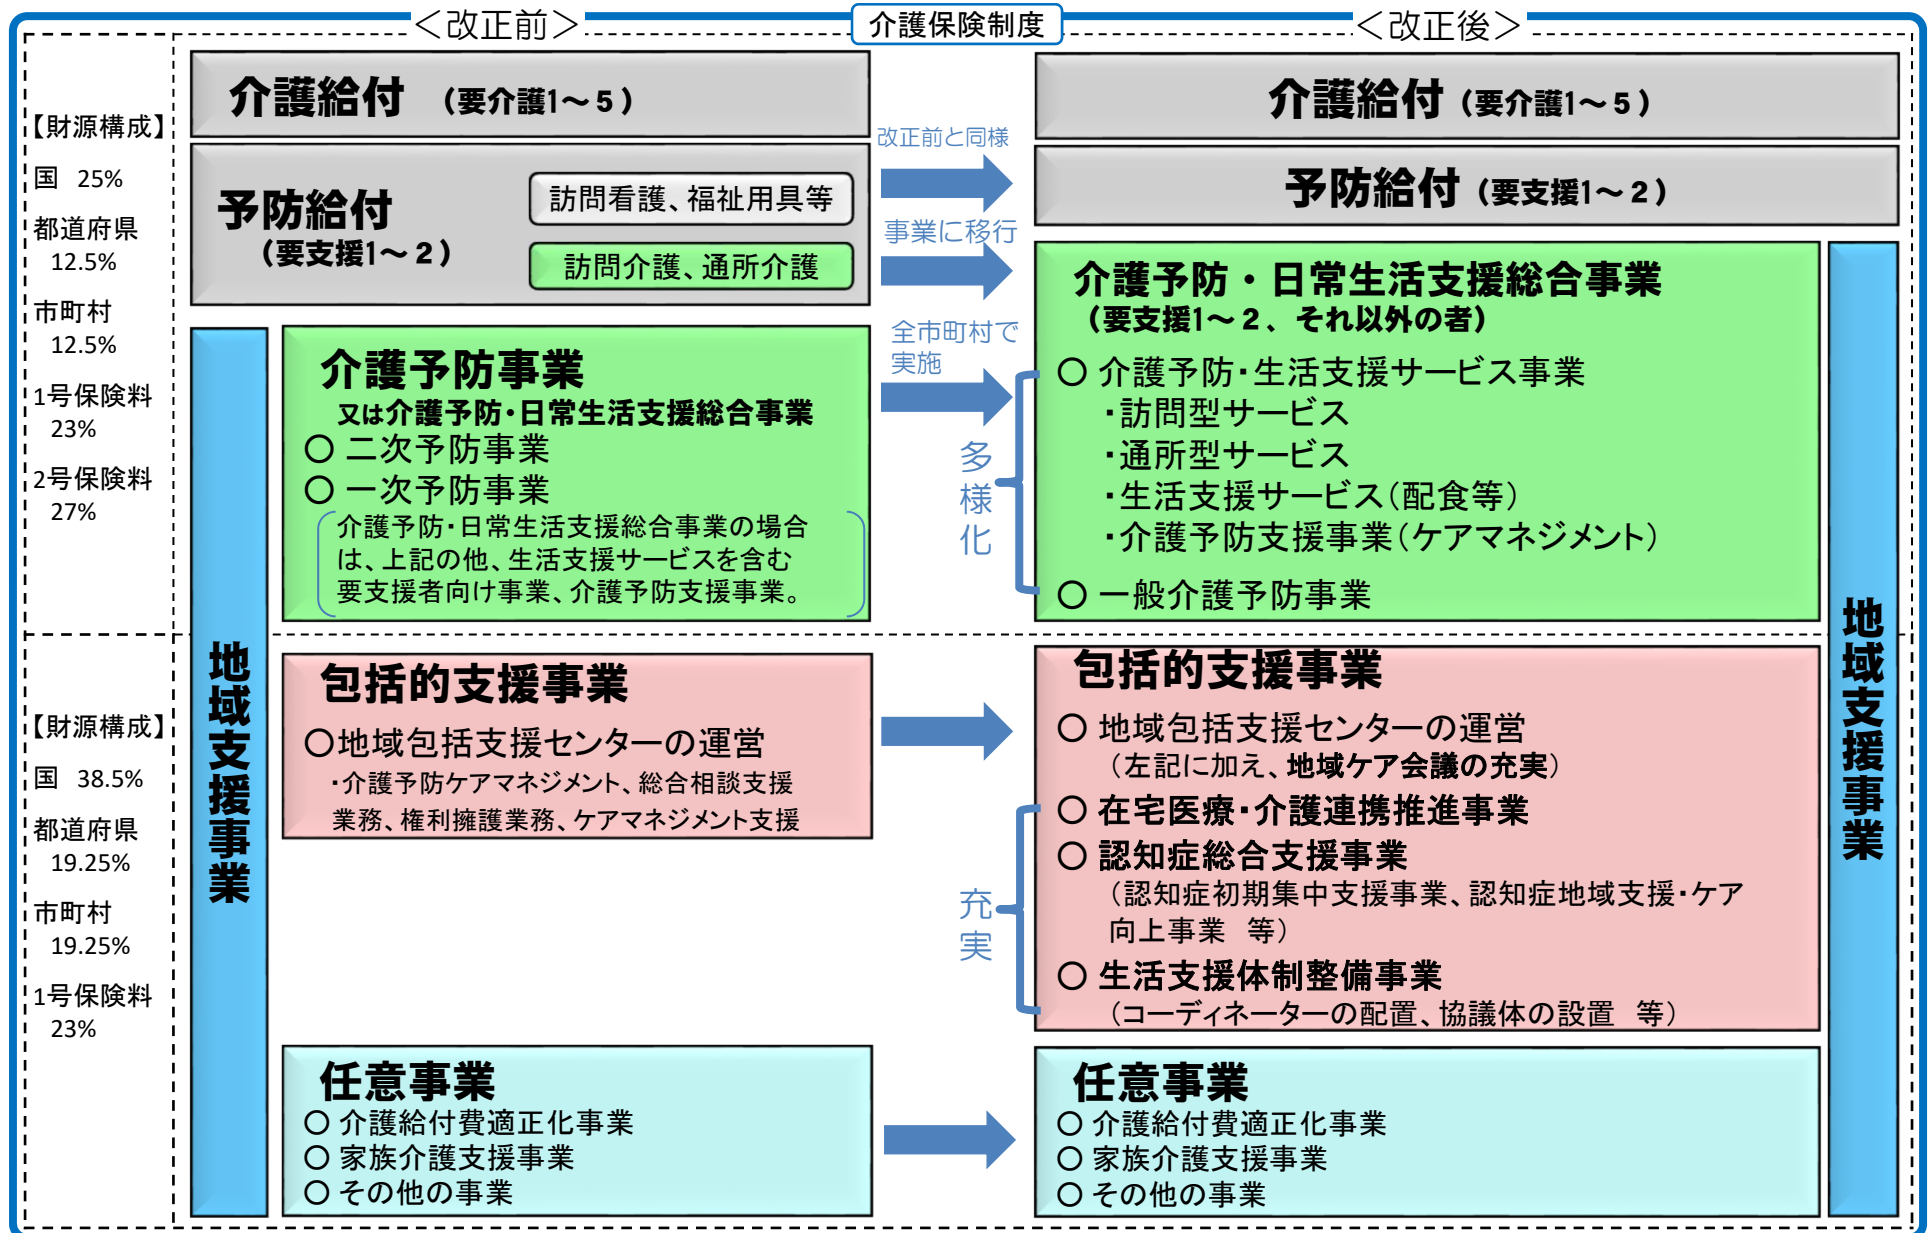 介護保険制度
＜改正前＞
＜改正後＞
【財源構成】
国 25%
都道府県
12.5%
市町村
12.5%
1号保険料
23%
2号保険料
27%
介護給付 （要介護1～５）
予防給付
（要支援1～２）
訪問看護、福祉用具等
訪問介護、通所介護
介護予防事業
又は介護予防・日常生活支援総合事業
○ 二次予防事業
○ 一次予防事業
介護予防・日常生活支援総合事業の場合
は、上記の他、生活支援サービスを含む
要支援者向け事業、介護予防支援事業。
改正前と同様
事業に移行
全市町村で
実施
多様化
介護給付（要介護1～５）
予防給付（要支援1～２）
介護予防・日常生活支援総合事業
（要支援1～２、それ以外の者）
○ 介護予防・生活支援サービス事業
・訪問型サービス
・通所型サービス
・生活支援サービス（配食等）
・介護予防支援事業（ケアマネジメント）
○ 一般介護予防事業
【財源構成】
国 38.5%
都道府県
19.25%
市町村
19.25%
1号保険料
23%
地域支援事業
包括的支援事業
○地域包括支援センターの運営
・介護予防ケアマネジメント、総合相談支援
業務、権利擁護業務、ケアマネジメント支援
任意事業
○ 介護給付費適正化事業
○ 家族介護支援事業
○ その他の事業
充実
包括的支援事業
○ 地域包括支援センターの運営
（左記に加え、地域ケア会議の充実）
○ 在宅医療・介護連携推進事業
○ 認知症総合支援事業
（認知症初期集中支援事業、認知症地域支援・ケア
向上事業 等）
○ 生活支援体制整備事業
（コーディネーターの配置、協議体の設置 等）
任意事業
○ 介護給付費適正化事業
○ 家族介護支援事業
○ その他の事業
地域支援事業